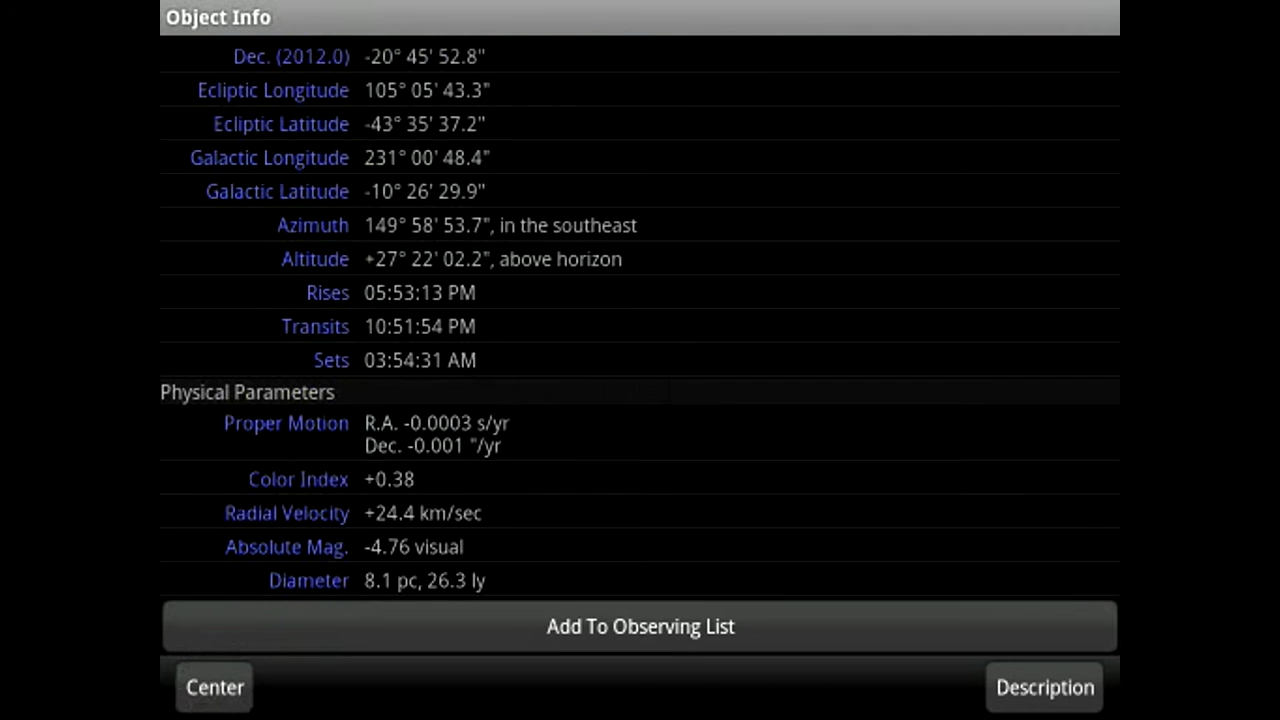 Object Info
Dec. (2012.0) -20° 45' 52.8"
Ecliptic Longitude 105° 05' 43.3"
Ecliptic Latitude -43° 35' 37.2"
Galactic Longitude 231° 00' 48.4"
Galactic Latitude -10° 26' 29.9"
Azimuth 149° 58' 53.7", in the southeast
Altitude +27° 22' 02.2", above horizon
Rises 05:53:13 PM
Transits 10:51:54 PM
Sets 03:54:31 AM
Physical Parameters
Proper Motion R.A. -0.0003 s/yr
Dec. -0.001 "/yr
Color Index +0.38
Radial Velocity +24.4 km/sec
Absolute Mag. -4.76 visual
Diameter 8.1 pc, 26.3 ly
Add To Observing List
Center Description